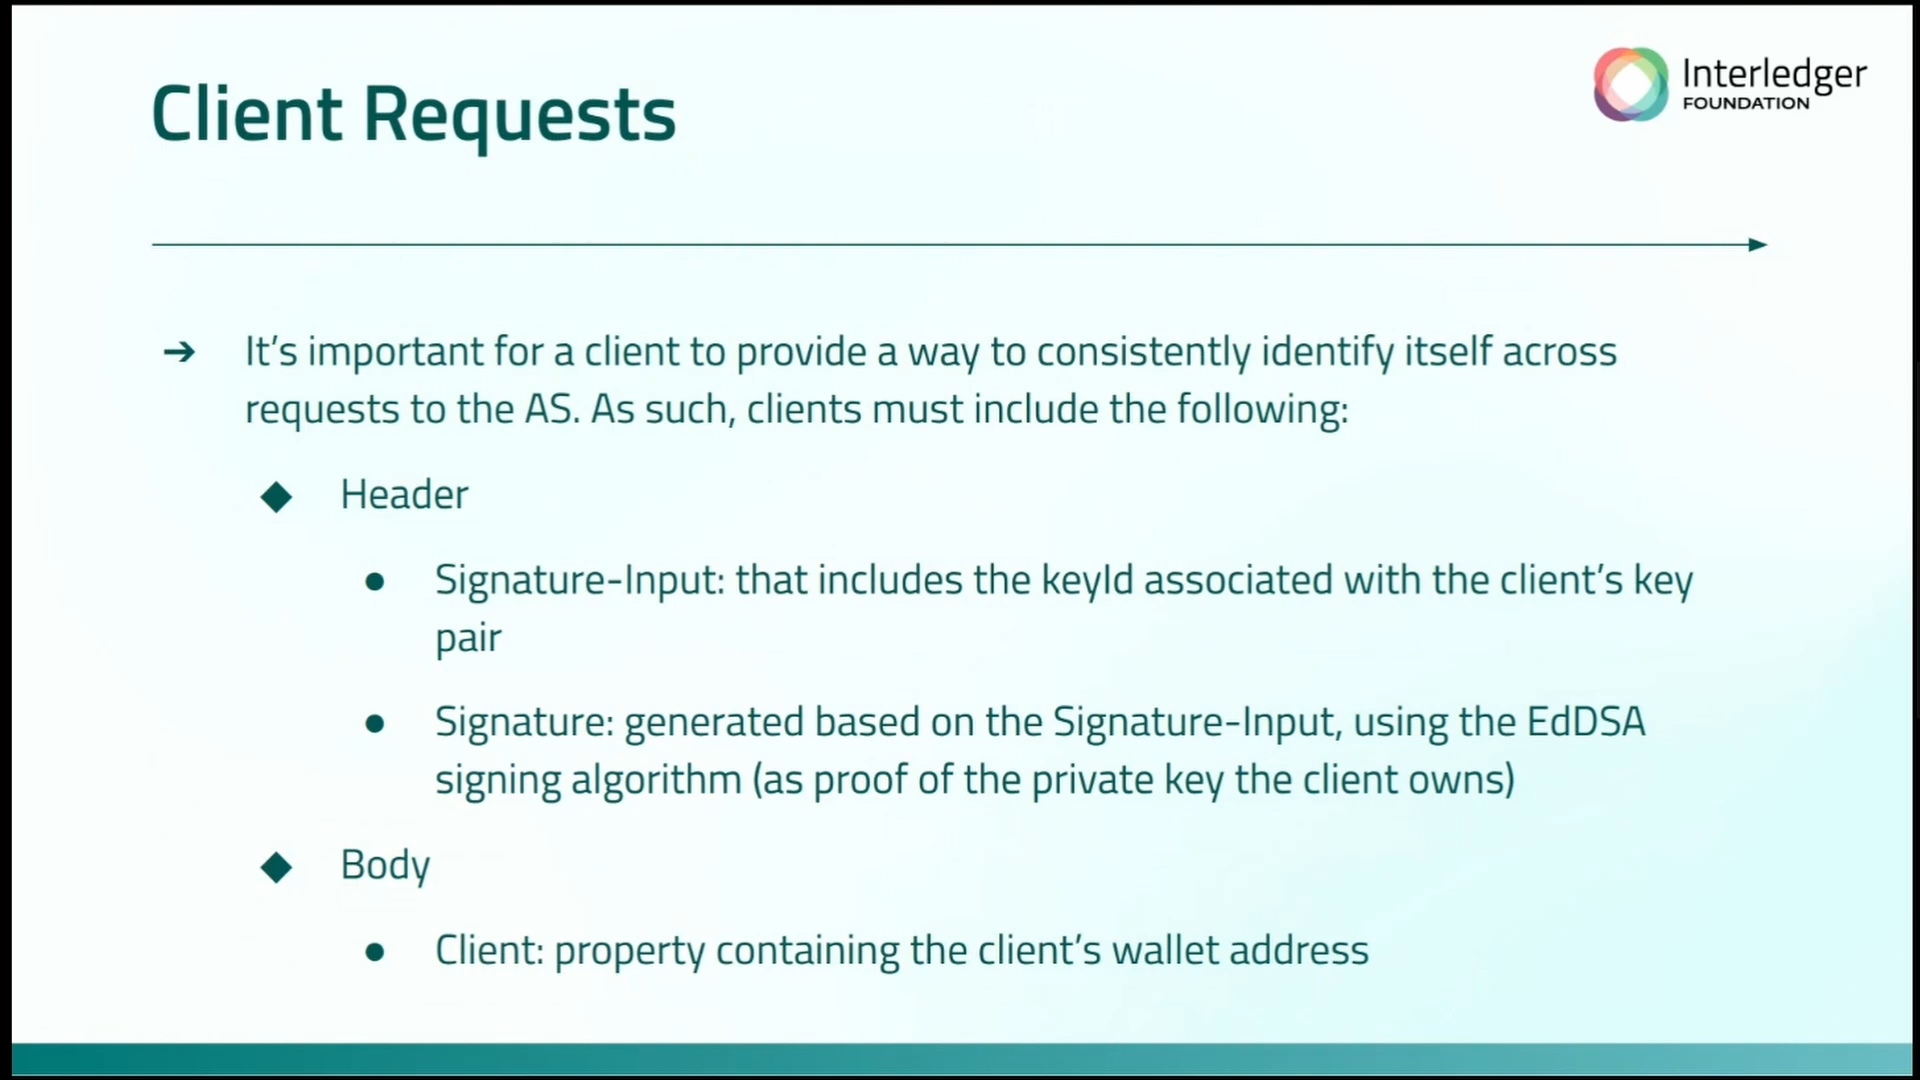 Client Requests
Interledger
FOUNDATION
➔ It's important for a client to provide a way to consistently identify itself across
requests to the AS. As such, clients must include the following:
◆ Header
● Signature-Input: that includes the keyId associated with the client's key
pair
● Signature: generated based on the Signature-Input, using the EdDSA
signing algorithm (as proof of the private key the client owns)
◆ Body
● Client: property containing the client's wallet address